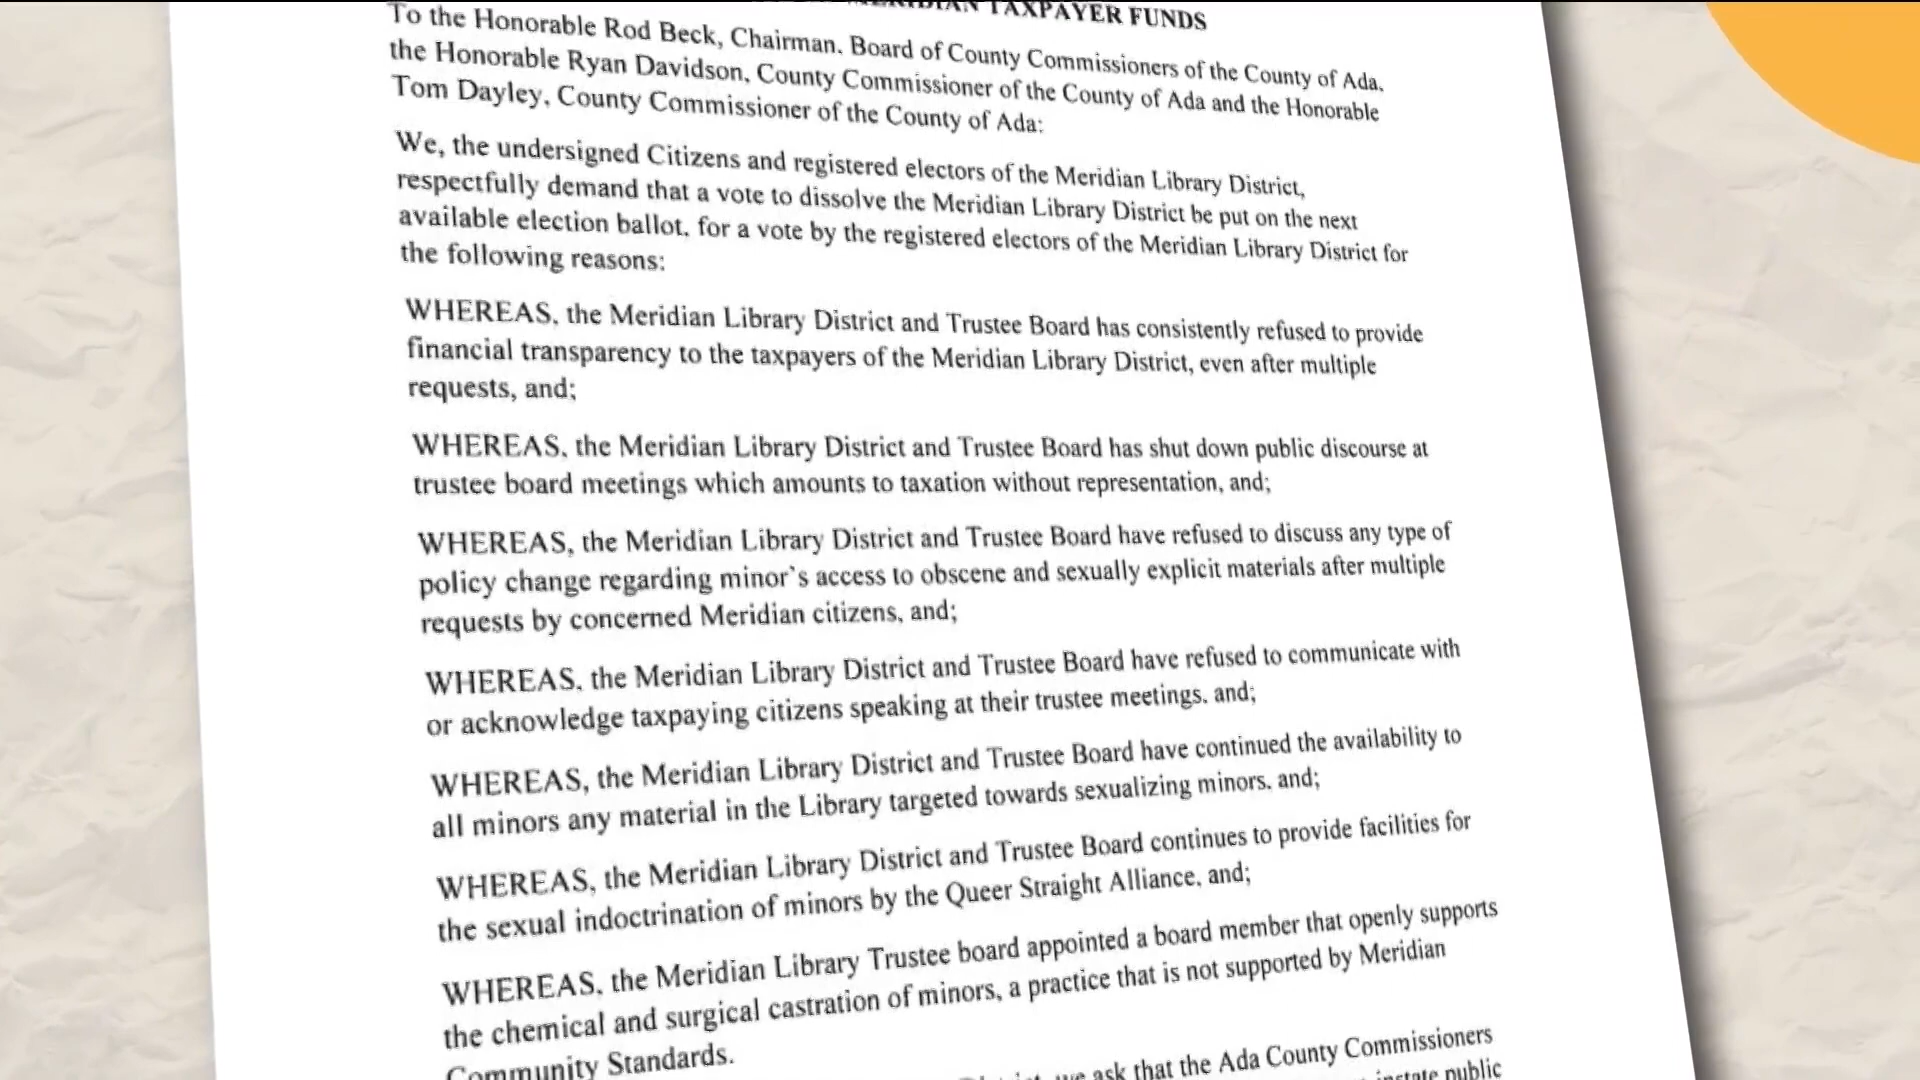 MERIDIAN TAXPAYER FUNDS
To the Honorable Rod Beck, Chairman. Board of County Commissioners of the County of Ada,
the Honorable Ryan Davidson, County Commissioner of the County of Ada and the Honorable
Tom Dayley, County Commissioner of the County of Ada:
We, the undersigned Citizens and registered electors of the Meridian Library District,
respectfully demand that a vote to dissolve the Meridian Library District be put on the next
available election ballot, for a vote by the registered electors of the Meridian Library District for
the following reasons:
WHEREAS, the Meridian Library District and Trustee Board has consistently refused to provide
financial transparency to the taxpayers of the Meridian Library District, even after multiple
requests, and;
WHEREAS, the Meridian Library District and Trustee Board has shut down public discourse at
trustee board meetings which amounts to taxation without representation, and;
WHEREAS, the Meridian Library District and Trustee Board have refused to discuss any type of
policy change regarding minor's access to obscene and sexually explicit materials after multiple
requests by concerned Meridian citizens, and;
WHEREAS, the Meridian Library District and Trustee Board have refused to communicate with
or acknowledge taxpaying citizens speaking at their trustee meetings, and;
WHEREAS, the Meridian Library District and Trustee Board have continued the availability to
all minors any material in the Library targeted towards sexualizing minors, and;
WHEREAS, the Meridian Library District and Trustee Board continues to provide facilities for
the sexual indoctrination of minors by the Queer Straight Alliance, and;
WHEREAS, the Meridian Library Trustee board appointed a board member that openly supports
the chemical and surgical castration of minors, a practice that is not supported by Meridian
Community Standards.
we ask that the Ada County Commissioners
public